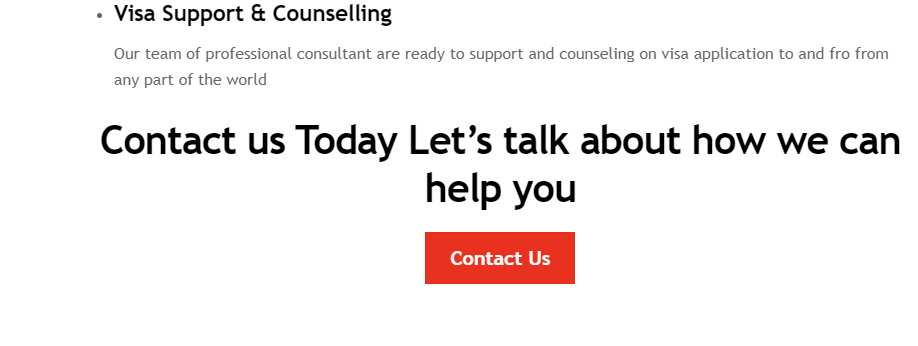 Visa Support & Counselling
Our team of professional consultant are ready to support and counseling on visa application to and fro from
any part of the world
Contact us Today Let’s talk about how we can
help you
Contact Us